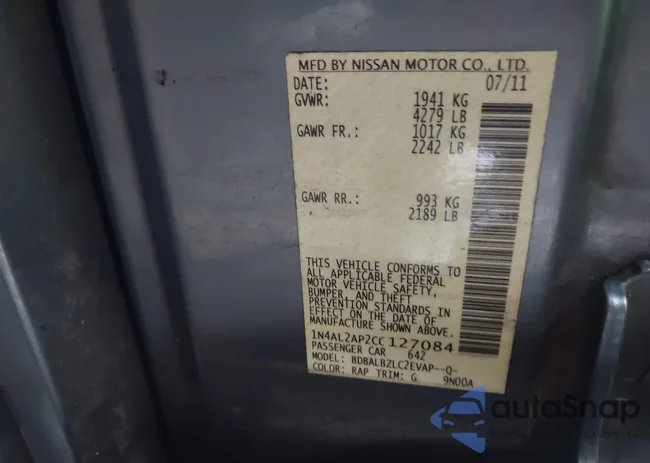 MFD BY NISSAN MOTOR CO., LTD.
DATE: 07/11
GVWR: 1941 KG
4279 LB
GAWR FR.: 1017 KG
2242 LB
GAWR RR.: 993 KG
2189 LB
THIS VEHICLE CONFORMS TO
ALL APPLICABLE FEDERAL
MOTOR VEHICLE SAFETY,
BUMPER, AND THEFT
PREVENTION STANDARDS IN
EFFECT ON THE DATE OF
MANUFACTURE SHOWN ABOVE.
1N4AL2AP2CC127084
PASSENGER CAR 642
MODEL: BDBALBZLC2EVAP--Q-
COLOR: RAP TRIM: G 9N00A
autoSnap